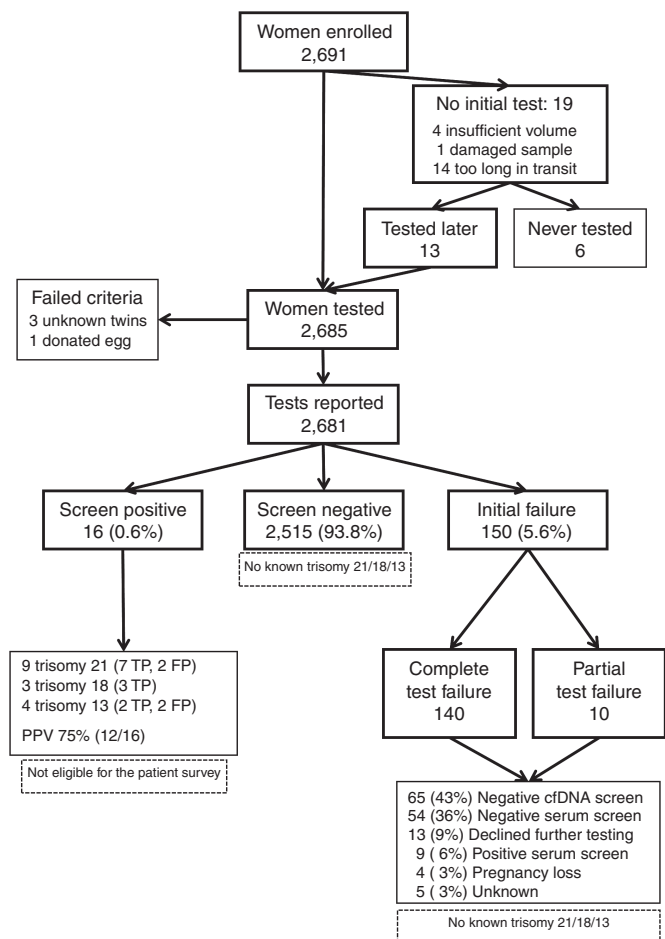 Women enrolled
2,691
No initial test: 19
4 insufficient volume
1 damaged sample
14 too long in transit
Tested later
13
Never tested
6
Failed criteria
3 unknown twins
1 donated egg
Women tested
2,685
Tests reported
2,681
Screen positive
16 (0.6%)
Screen negative
2,515 (93.8%)
No known trisomy 21/18/13
Initial failure
150 (5.6%)
9 trisomy 21 (7 TP, 2 FP)
3 trisomy 18 (3 TP)
4 trisomy 13 (2 TP, 2 FP)
PPV 75% (12/16)
Not eligible for the patient survey
Complete
test failure
140
Partial
test failure
10
65 (43%) Negative cfDNA screen
54 (36%) Negative serum screen
13 (9%) Declined further testing
9 ( 6%) Positive serum screen
4 ( 3%) Pregnancy loss
5 ( 3%) Unknown
No known trisomy 21/18/13